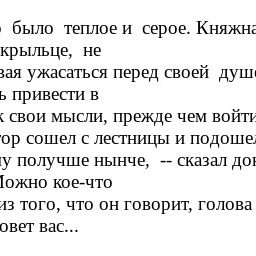 было теплое и серое. Княжна
крыльце, не
вая ужасаться перед своей душ
ь привести в
к свои мысли, прежде чем войти
тор сошел с лестницы и подошел
у получше нынче, -- сказал до
Можно кое-что
из того, что он говорит, голова
овет вас...